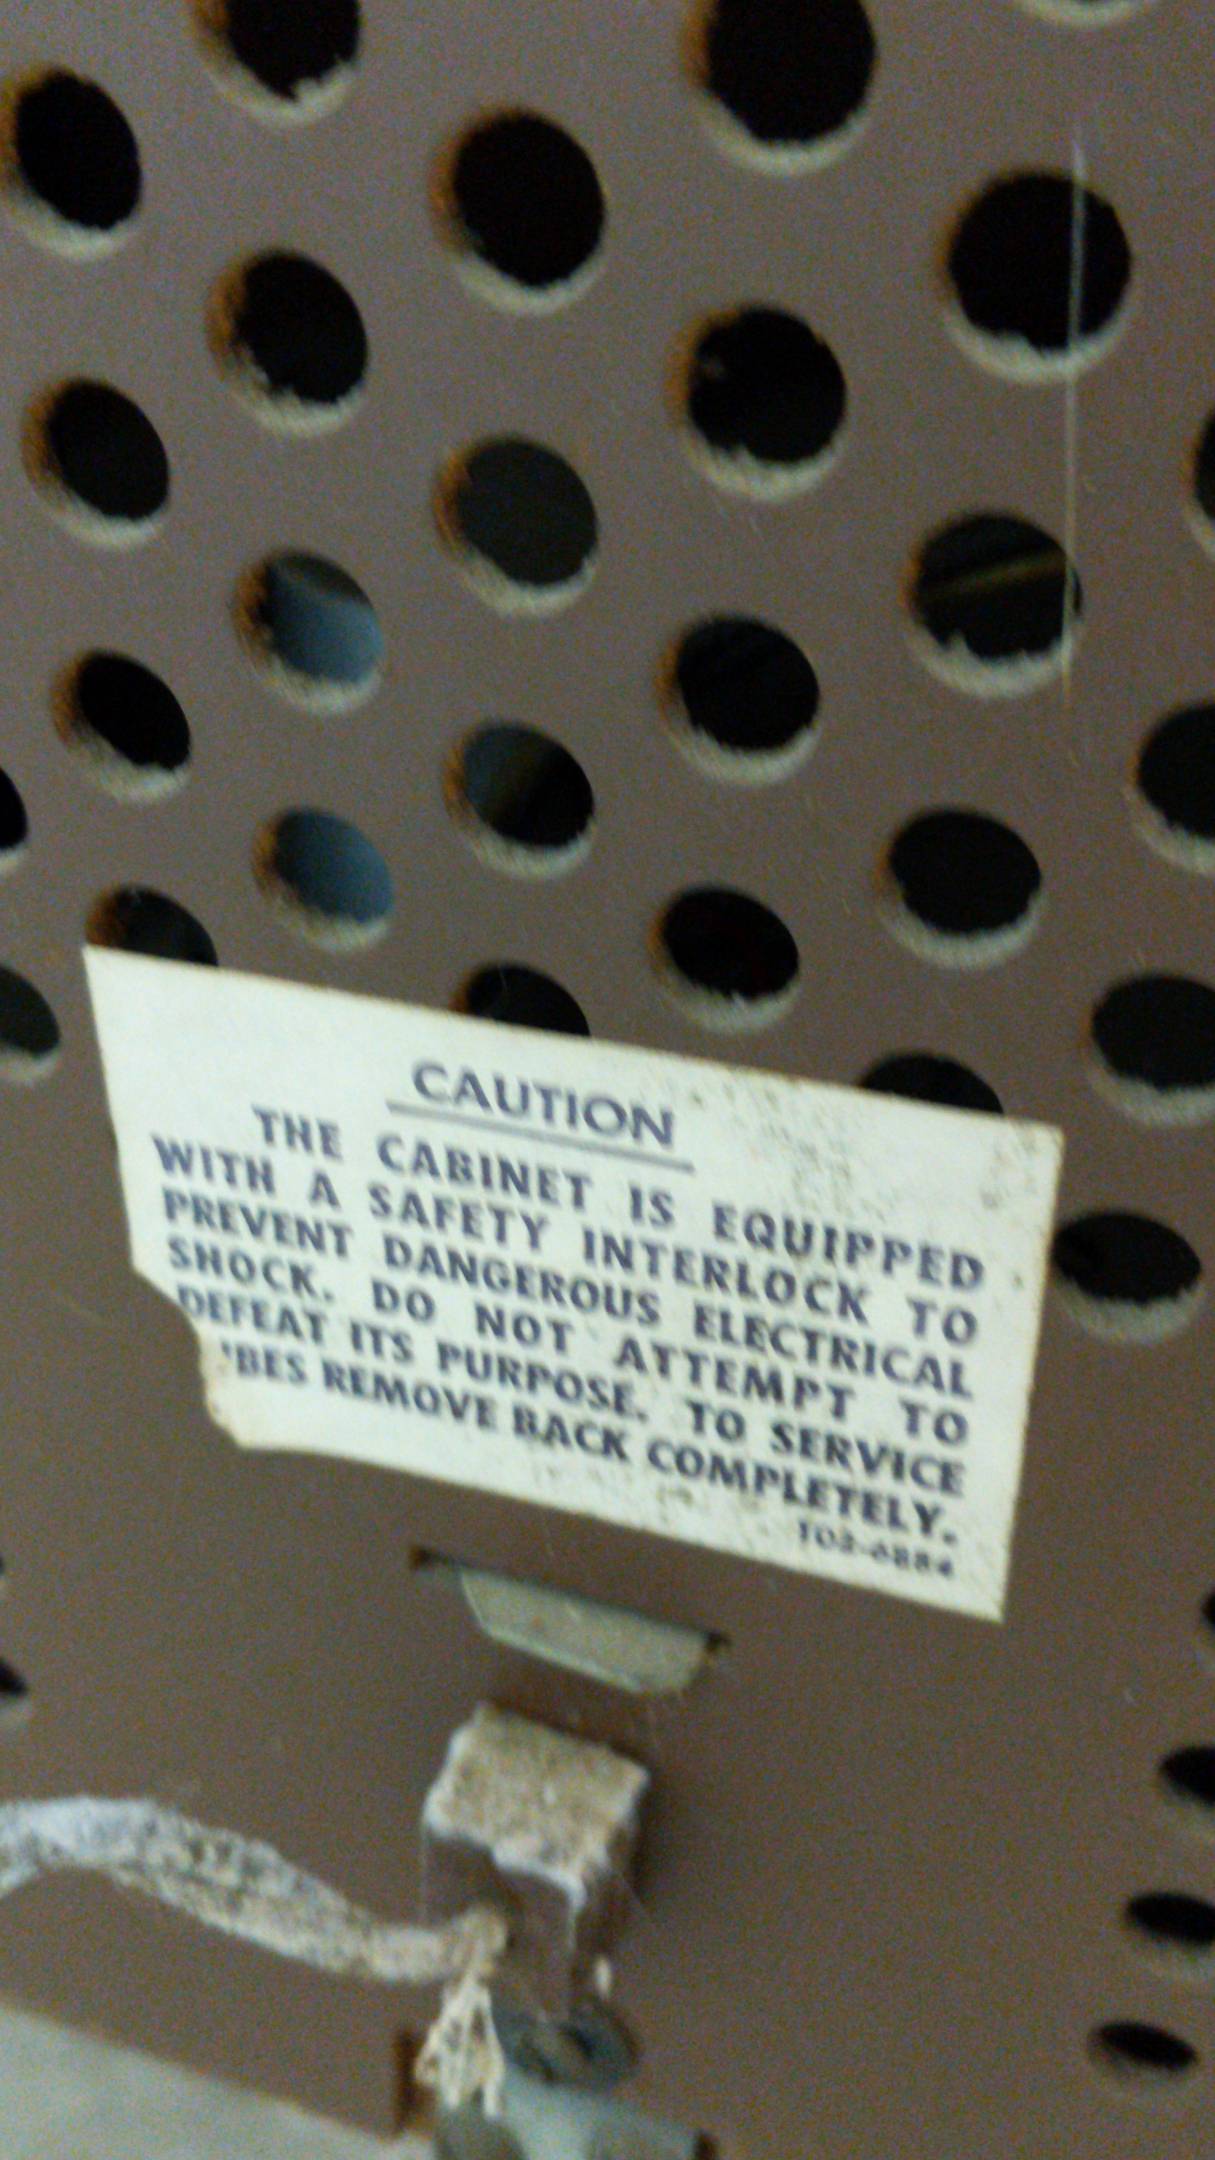 CAUTION
THE CABINET IS EQUIPPED
WITH A SAFETY INTERLOCK TO
PREVENT DANGEROUS ELECTRICAL
SHOCK. DO NOT ATTEMPT TO
DEFEAT ITS PURPOSE. TO SERVICE
BES REMOVE BACK COMPLETELY.